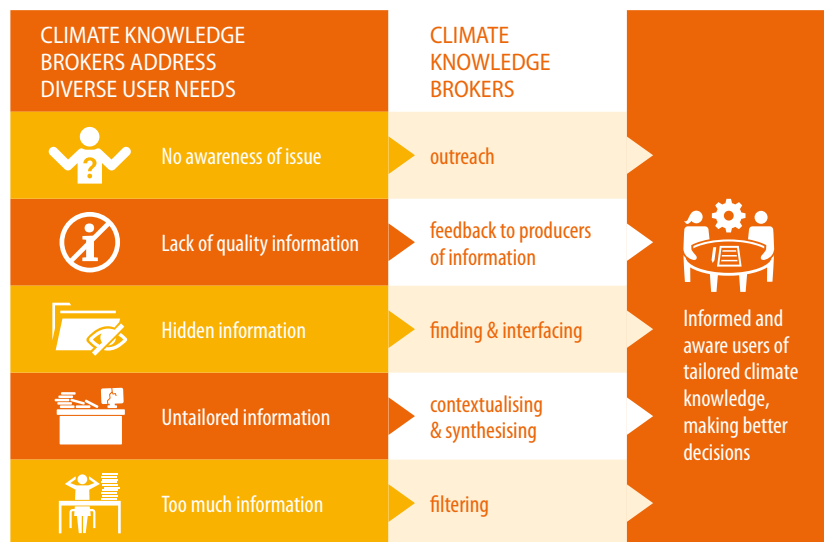 CLIMATE KNOWLEDGE
BROKERS ADDRESS
DIVERSE USER NEEDS
CLIMATE
KNOWLEDGE
BROKERS
?
No awareness of issue
outreach
Lack of quality information
feedback to producers
of information
Hidden information
finding & interfacing
Untailored information
contextualising
& synthesising
Too much information
filtering
Informed and
aware users of
tailored climate
knowledge,
making better
decisions